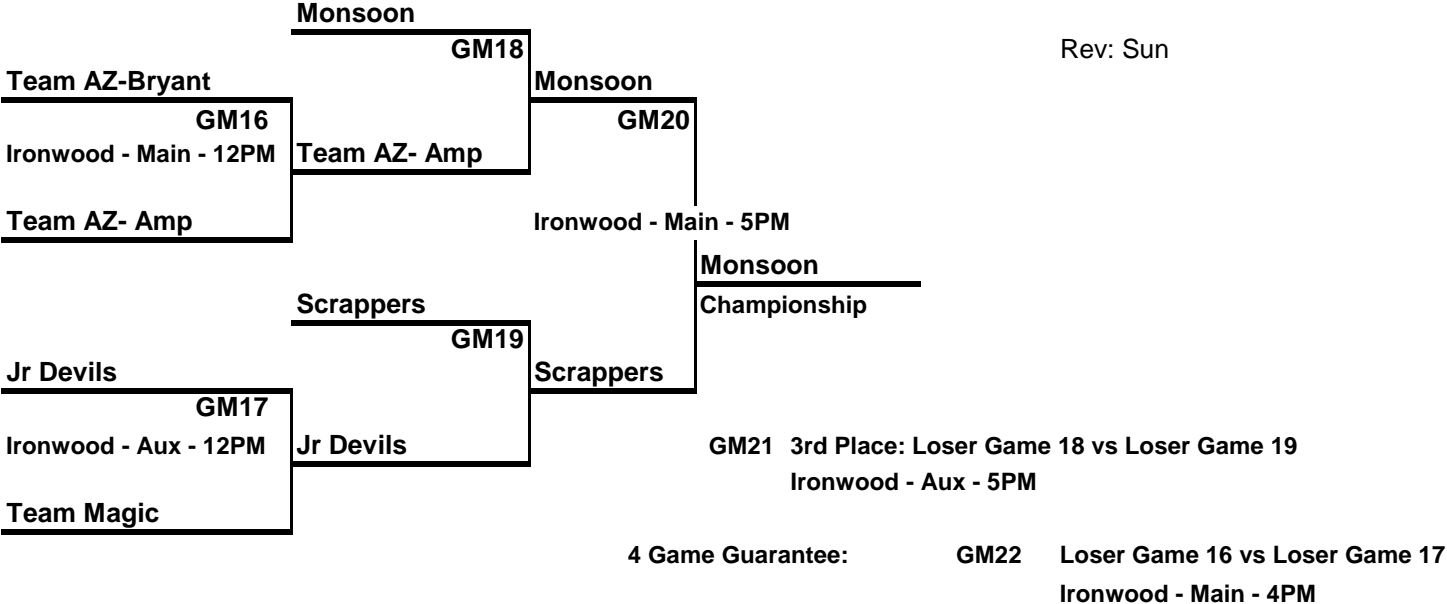 Monsoon
GM18
Rev: Sun
Team AZ-Bryant
Monsoon
GM16
GM20
Ironwood - Main - 12PM
Team AZ- Amp
Team AZ- Amp
Ironwood - Main - 5PM
Monsoon
Scrappers
Championship
GM19
Jr Devils
Scrappers
GM17
Ironwood - Aux - 12PM
Jr Devils
GM21 3rd Place: Loser Game 18 vs Loser Game 19
Ironwood - Aux - 5PM
Team Magic
4 Game Guarantee: GM22 Loser Game 16 vs Loser Game 17
Ironwood - Main - 4PM